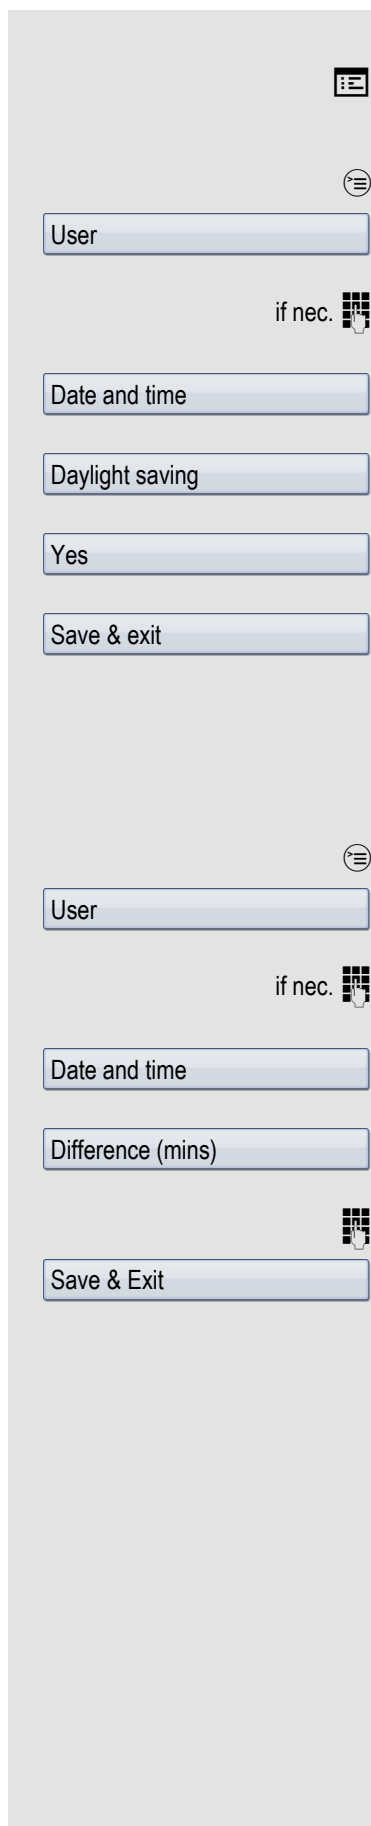 User
if nec.
Date and time
Daylight saving
Yes
Save & exit
User
if nec.
Date and time
Difference (mins)
Save & Exit